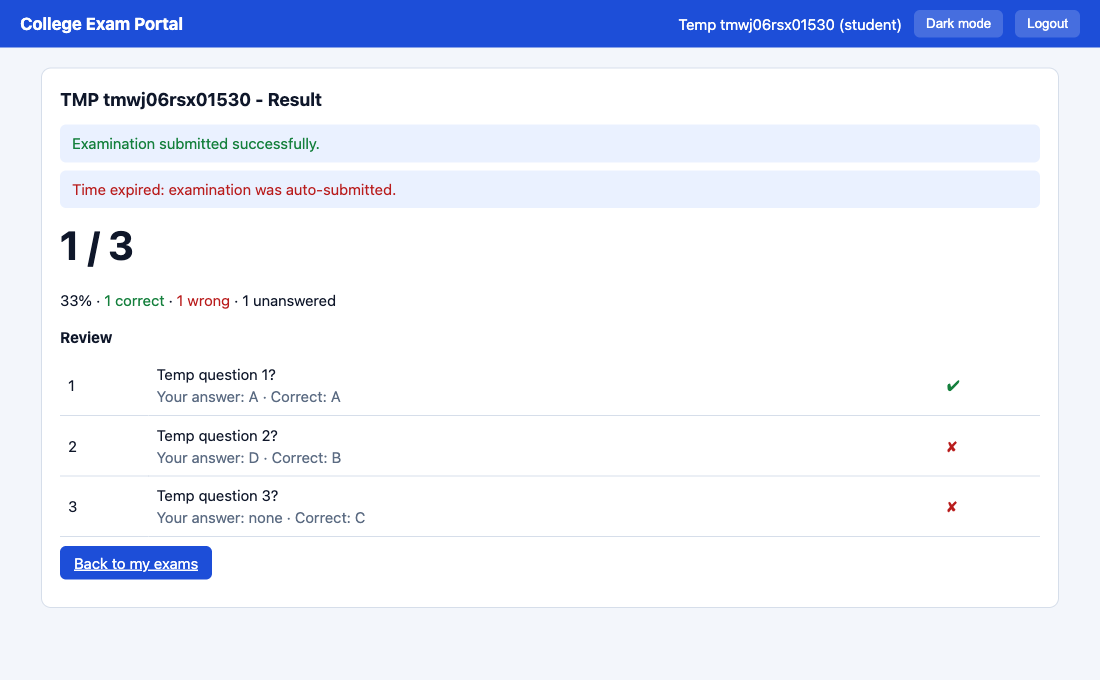 College Exam Portal
Temp tmwj06rsx01530 (student)
Dark mode
Logout
TMP tmwj06rsx01530 - Result
Examination submitted successfully.
Time expired: examination was auto-submitted.
1 / 3
33% · 1 correct · 1 wrong · 1 unanswered
Review
1
Temp question 1?
Your answer: A · Correct: A
✔
2
Temp question 2?
Your answer: D · Correct: B
✘
3
Temp question 3?
Your answer: none · Correct: C
✘
Back to my exams